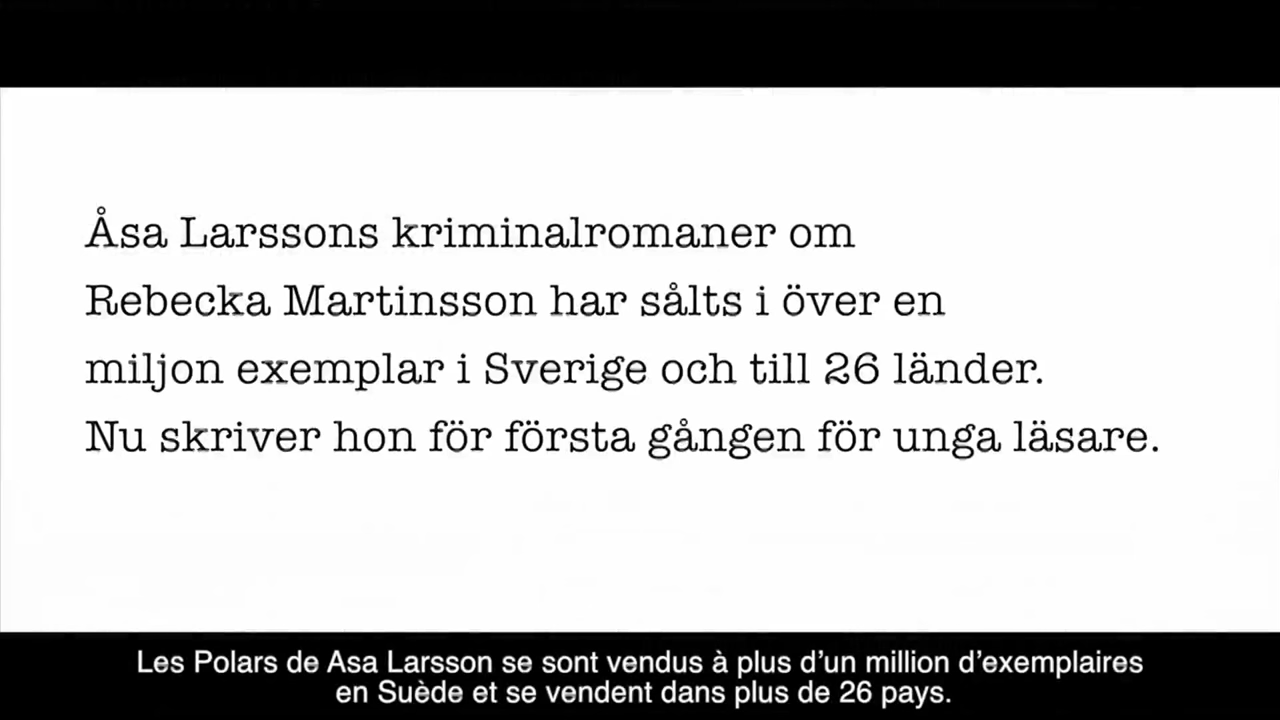 Åsa Larssons kriminalromaner om
Rebecka Martinsson har sålts i över en
miljon exemplar i Sverige och till 26 länder.
Nu skriver hon för första gången för unga läsare.
Les Polars de Asa Larsson se sont vendus à plus d'un million d'exemplaires
en Suède et se vendent dans plus de 26 pays.